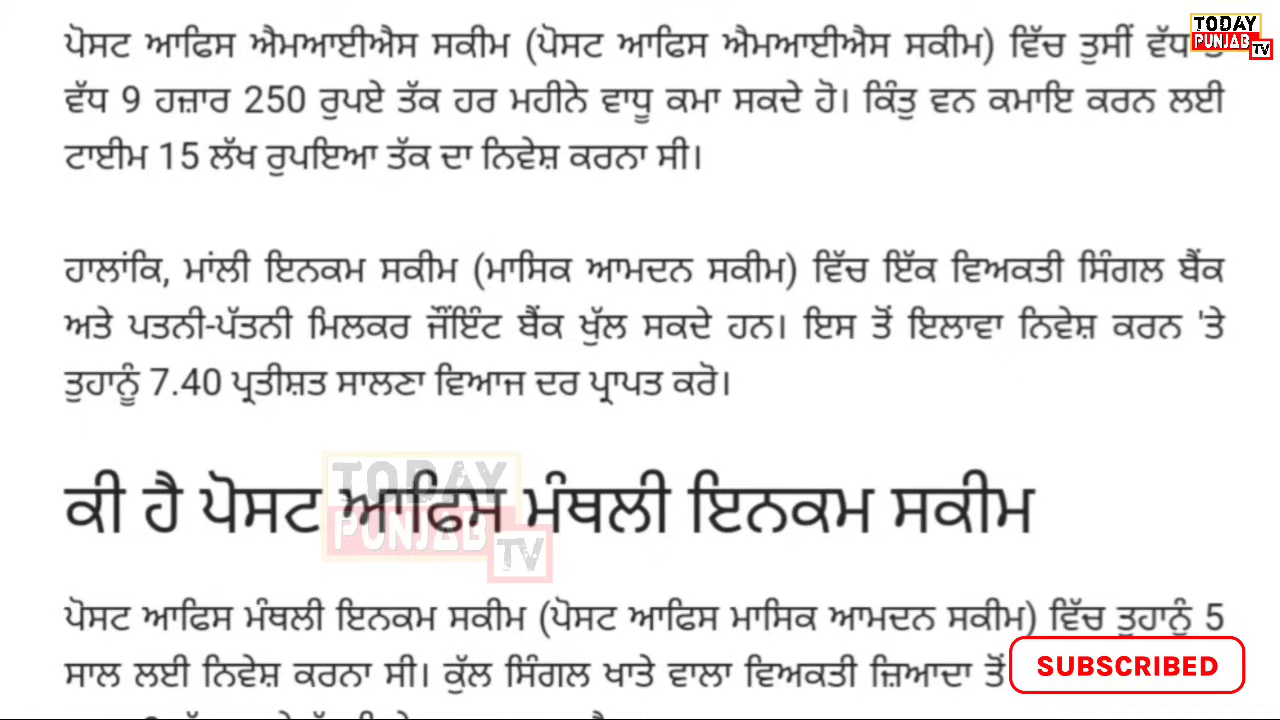 ਪੋਸਟ ਆਫਿਸ ਐਮਆਈਐਸ ਸਕੀਮ (ਪੋਸਟ ਆਫਿਸ ਐਮਆਈਐਸ ਸਕੀਮ) ਵਿੱਚ ਤੁਸੀਂ ਵੱਧ
TODAY
PUNJAB
TV
ਵੱਧ 9 ਹਜ਼ਾਰ 250 ਰੁਪਏ ਤੱਕ ਹਰ ਮਹੀਨੇ ਵਾਧੂ ਕਮਾ ਸਕਦੇ ਹੋ। ਕਿੰਤੁ ਵਨ ਕਮਾਇ ਕਰਨ ਲਈ
ਟਾਈਮ 15 ਲੱਖ ਰੁਪਇਆ ਤੱਕ ਦਾ ਨਿਵੇਸ਼ ਕਰਨਾ ਸੀ।
ਹਾਲਾਂਕਿ, ਮਾਂਲੀ ਇਨਕਮ ਸਕੀਮ (ਮਾਸਿਕ ਆਮਦਨ ਸਕੀਮ) ਵਿੱਚ ਇੱਕ ਵਿਅਕਤੀ ਸਿੰਗਲ ਬੈਂਕ
ਅਤੇ ਪਤਨੀ-ਪੱਤਨੀ ਮਿਲਕਰ ਜੌਂਇੰਟ ਬੈਂਕ ਖੁੱਲ ਸਕਦੇ ਹਨ। ਇਸ ਤੋਂ ਇਲਾਵਾ ਨਿਵੇਸ਼ ਕਰਨ 'ਤੇ
ਤੁਹਾਨੂੰ 7.40 ਪ੍ਰਤੀਸ਼ਤ ਸਾਲਣਾ ਵਿਆਜ ਦਰ ਪ੍ਰਾਪਤ ਕਰੋ।
ਕੀ ਹੈ ਪੋਸਟ ਆਫਿਸ ਮੰਥਲੀ ਇਨਕਮ ਸਕੀਮ
TODAY
PUNJAB
TV
ਪੋਸਟ ਆਫਿਸ ਮੰਥਲੀ ਇਨਕਮ ਸਕੀਮ (ਪੋਸਟ ਆਫਿਸ ਮਾਸਿਕ ਆਮਦਨ ਸਕੀਮ) ਵਿੱਚ ਤੁਹਾਨੂੰ 5
ਸਾਲ ਲਈ ਨਿਵੇਸ਼ ਕਰਨਾ ਸੀ। ਕੁੱਲ ਸਿੰਗਲ ਖਾਤੇ ਵਾਲਾ ਵਿਅਕਤੀ ਜ਼ਿਆਦਾ ਤੋਂ
SUBSCRIBED